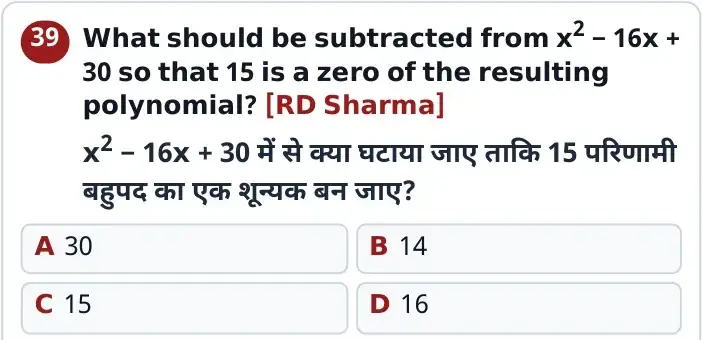 39 What should be subtracted from x² − 16x +
30 so that 15 is a zero of the resulting
polynomial? [RD Sharma]
x² − 16x + 30 में से क्या घटाया जाए ताकि 15 परिणामी
बहुपद का एक शून्यक बन जाए?
A 30
B 14
C 15
D 16